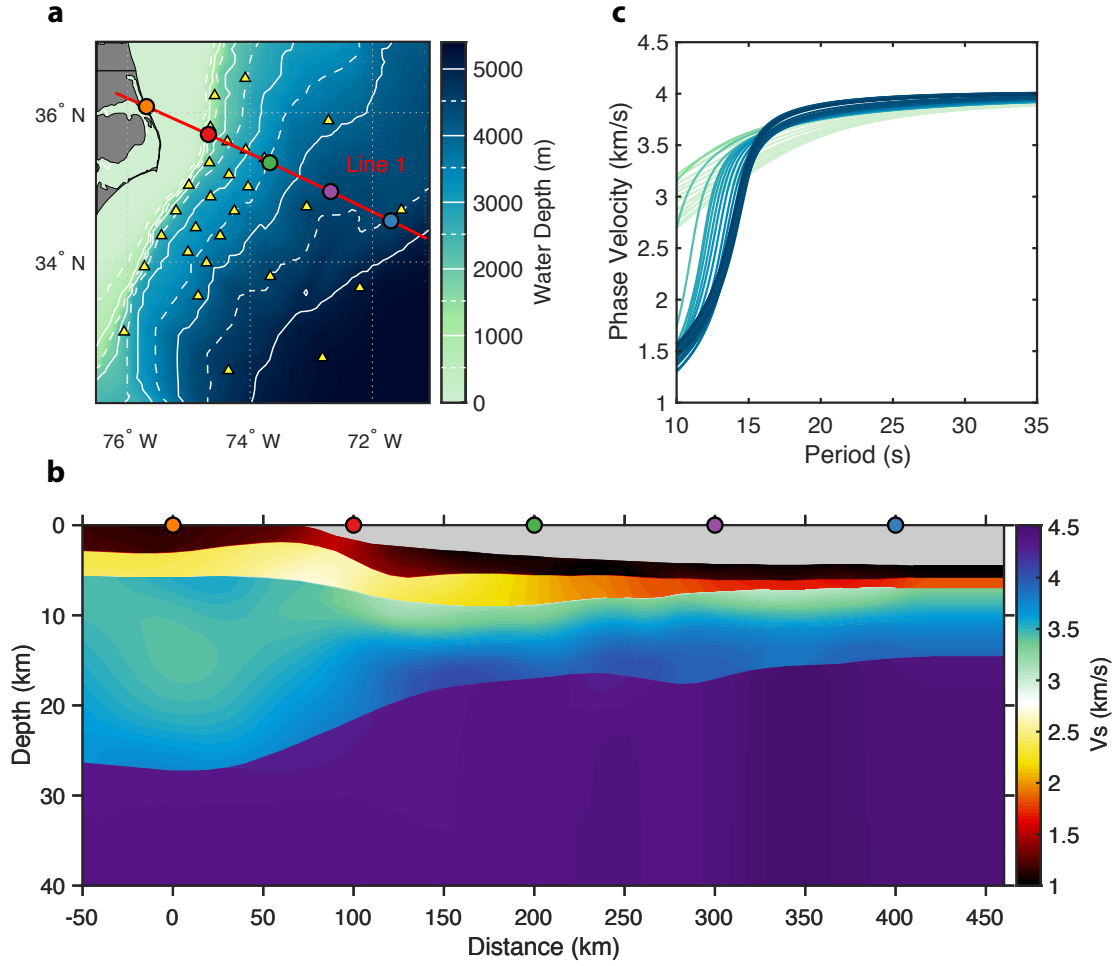 a
36° N
34° N
76° W
74° W
72° W
Line 1
5000
4000
3000
2000
1000
0
Water Depth (m)
c
4.5
4
3.5
3
2.5
2
1.5
1
Phase Velocity (km/s)
10
15
20
25
30
35
Period (s)
b
0
10
20
30
40
Depth (km)
-50
0
50
100
150
200
250
300
350
400
450
Distance (km)
4.5
4
3.5
3
2.5
2
1.5
1
Vs (km/s)